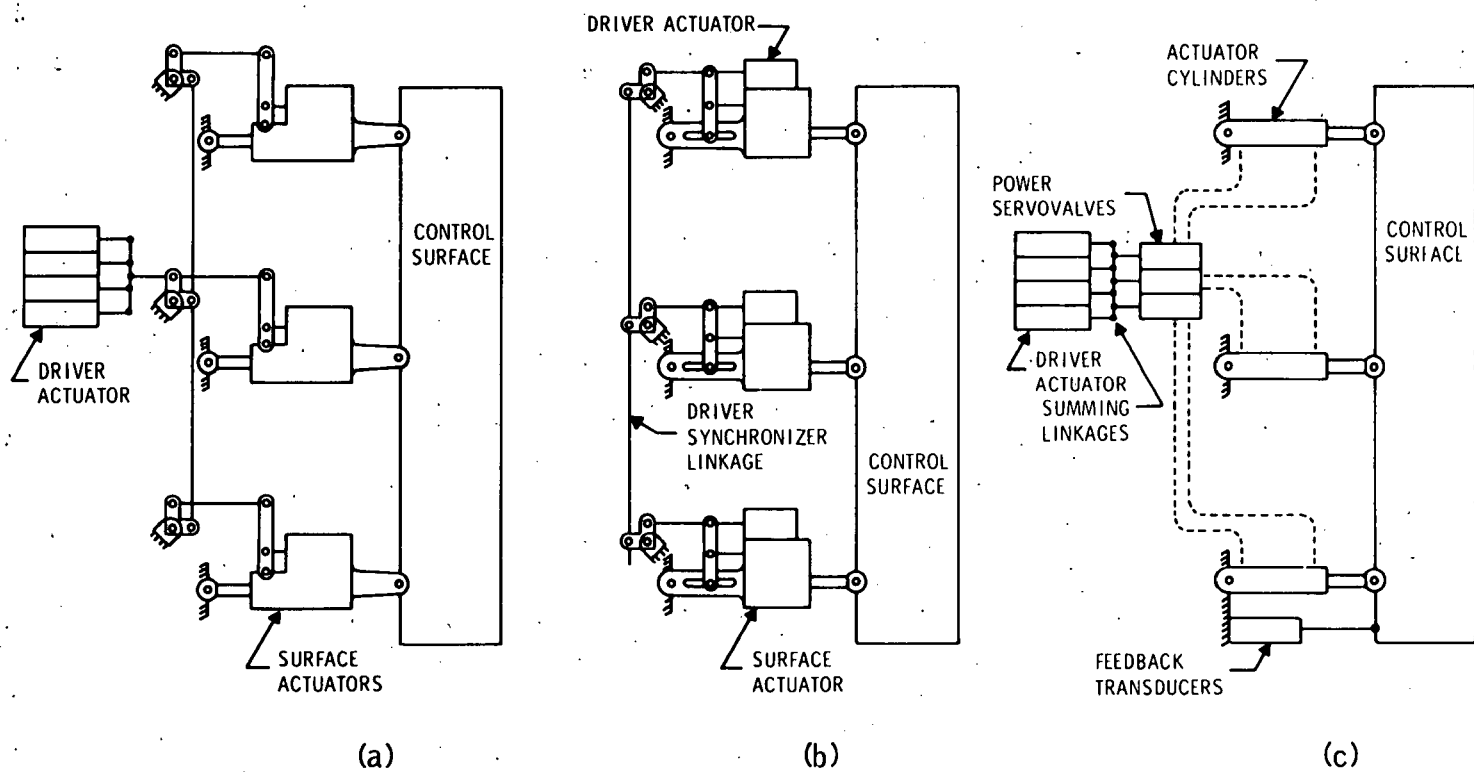 DRIVER
ACTUATOR
SURFACE
ACTUATORS
CONTROL
SURFACE
(a)
DRIVER ACTUATOR
DRIVER
SYNCHRONIZER
LINKAGE
CONTROL
SURFACE
SURFACE
ACTUATOR
(b)
ACTUATOR
CYLINDERS
POWER
SERVOVALVES
CONTROL
SURFACE
DRIVER
ACTUATOR
SUMMING
LINKAGES
FEEDBACK
TRANSDUCERS
(c)